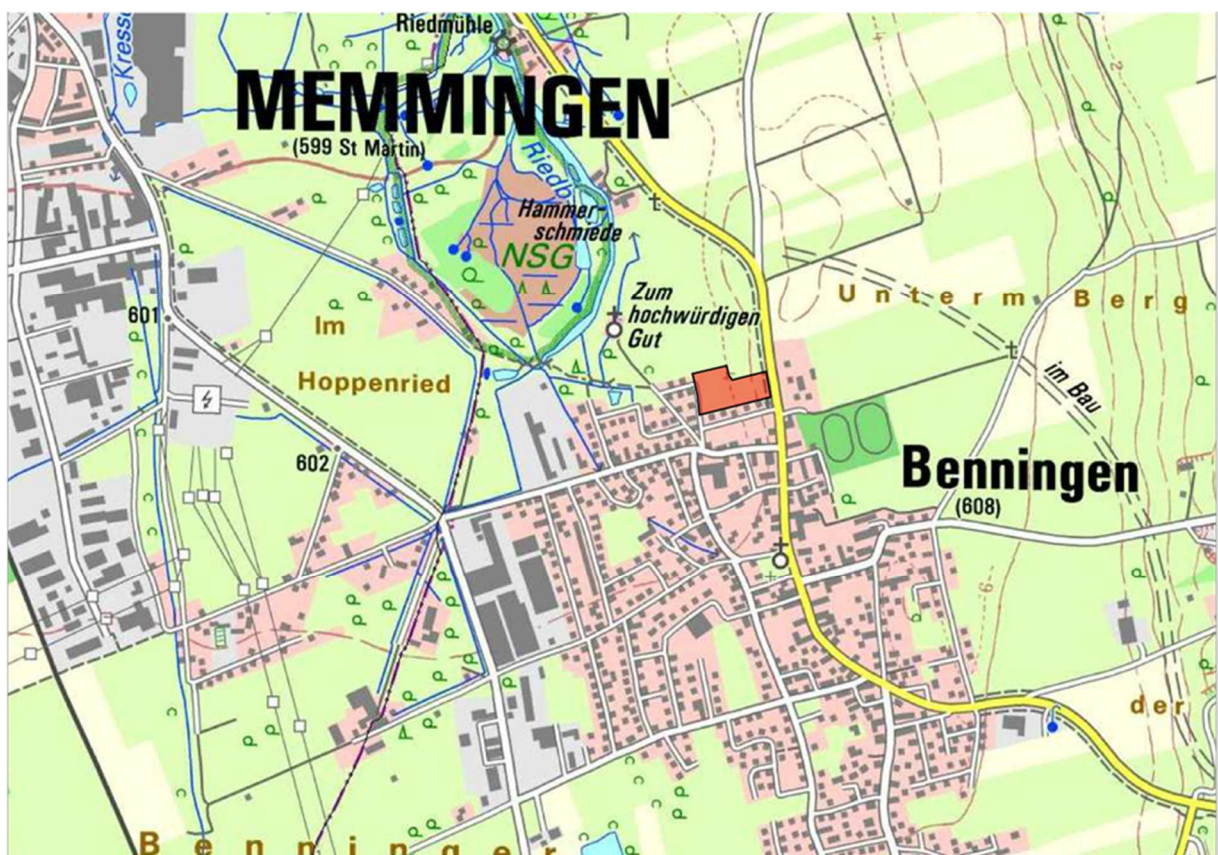 Riedmühle
Kresse
MEMMINGEN
(599 St Martin)
Riedb
Hammer-
schmiede
NSG
Zum
hochwürdigen
Gut
Unterm Berg
601
Im
Hoppenried
im Bau
602
Benningen
(608)
der
Benninger